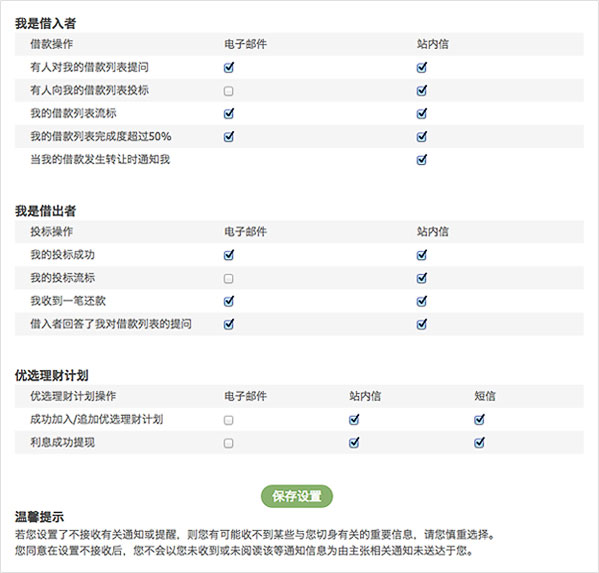 我是借入者
借款操作 电子邮件 站内信
有人对我的借款列表提问
有人向我的借款列表投标
我的借款列表流标
我的借款列表完成度超过50%
当我的借款发生转让时通知我
我是借出者
投标操作 电子邮件 站内信
我的投标成功
我的投标流标
我收到一笔还款
借入者回答了我对借款列表的提问
优选理财计划
优选理财计划操作 电子邮件 站内信 短信
成功加入/追加优选理财计划
利息成功提现
保存设置
温馨提示
若您设置了不接收有关通知或提醒，则您有可能收不到某些与您切身有关的重要信息，请您慎重选择。
您同意在设置不接收后，您不会以您未收到或未阅读该等通知信息为由主张相关通知未送达于您。